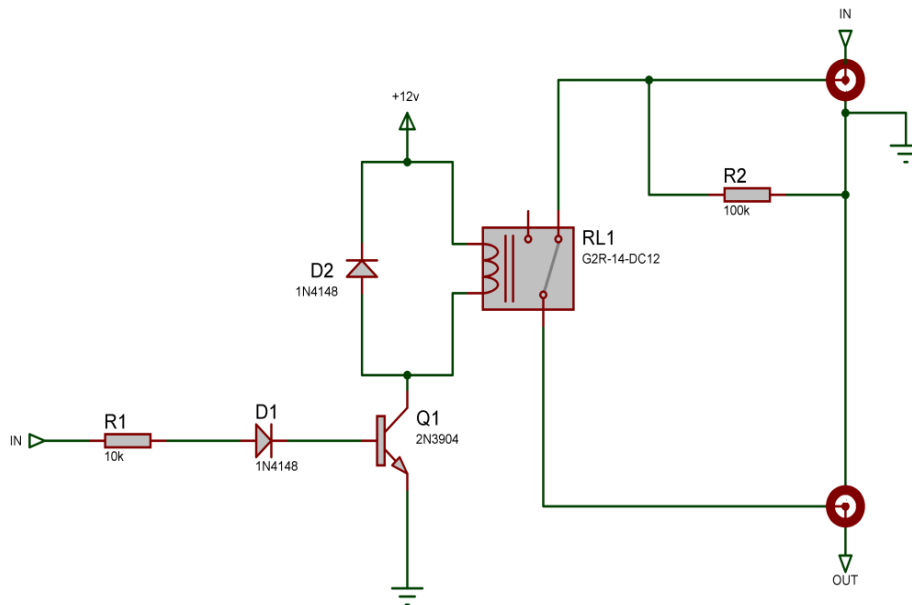 IN
+12v
R2
100k
RL1
G2R-14-DC12
D2
1N4148
R1
10k
D1
1N4148
Q1
2N3904
IN
OUT